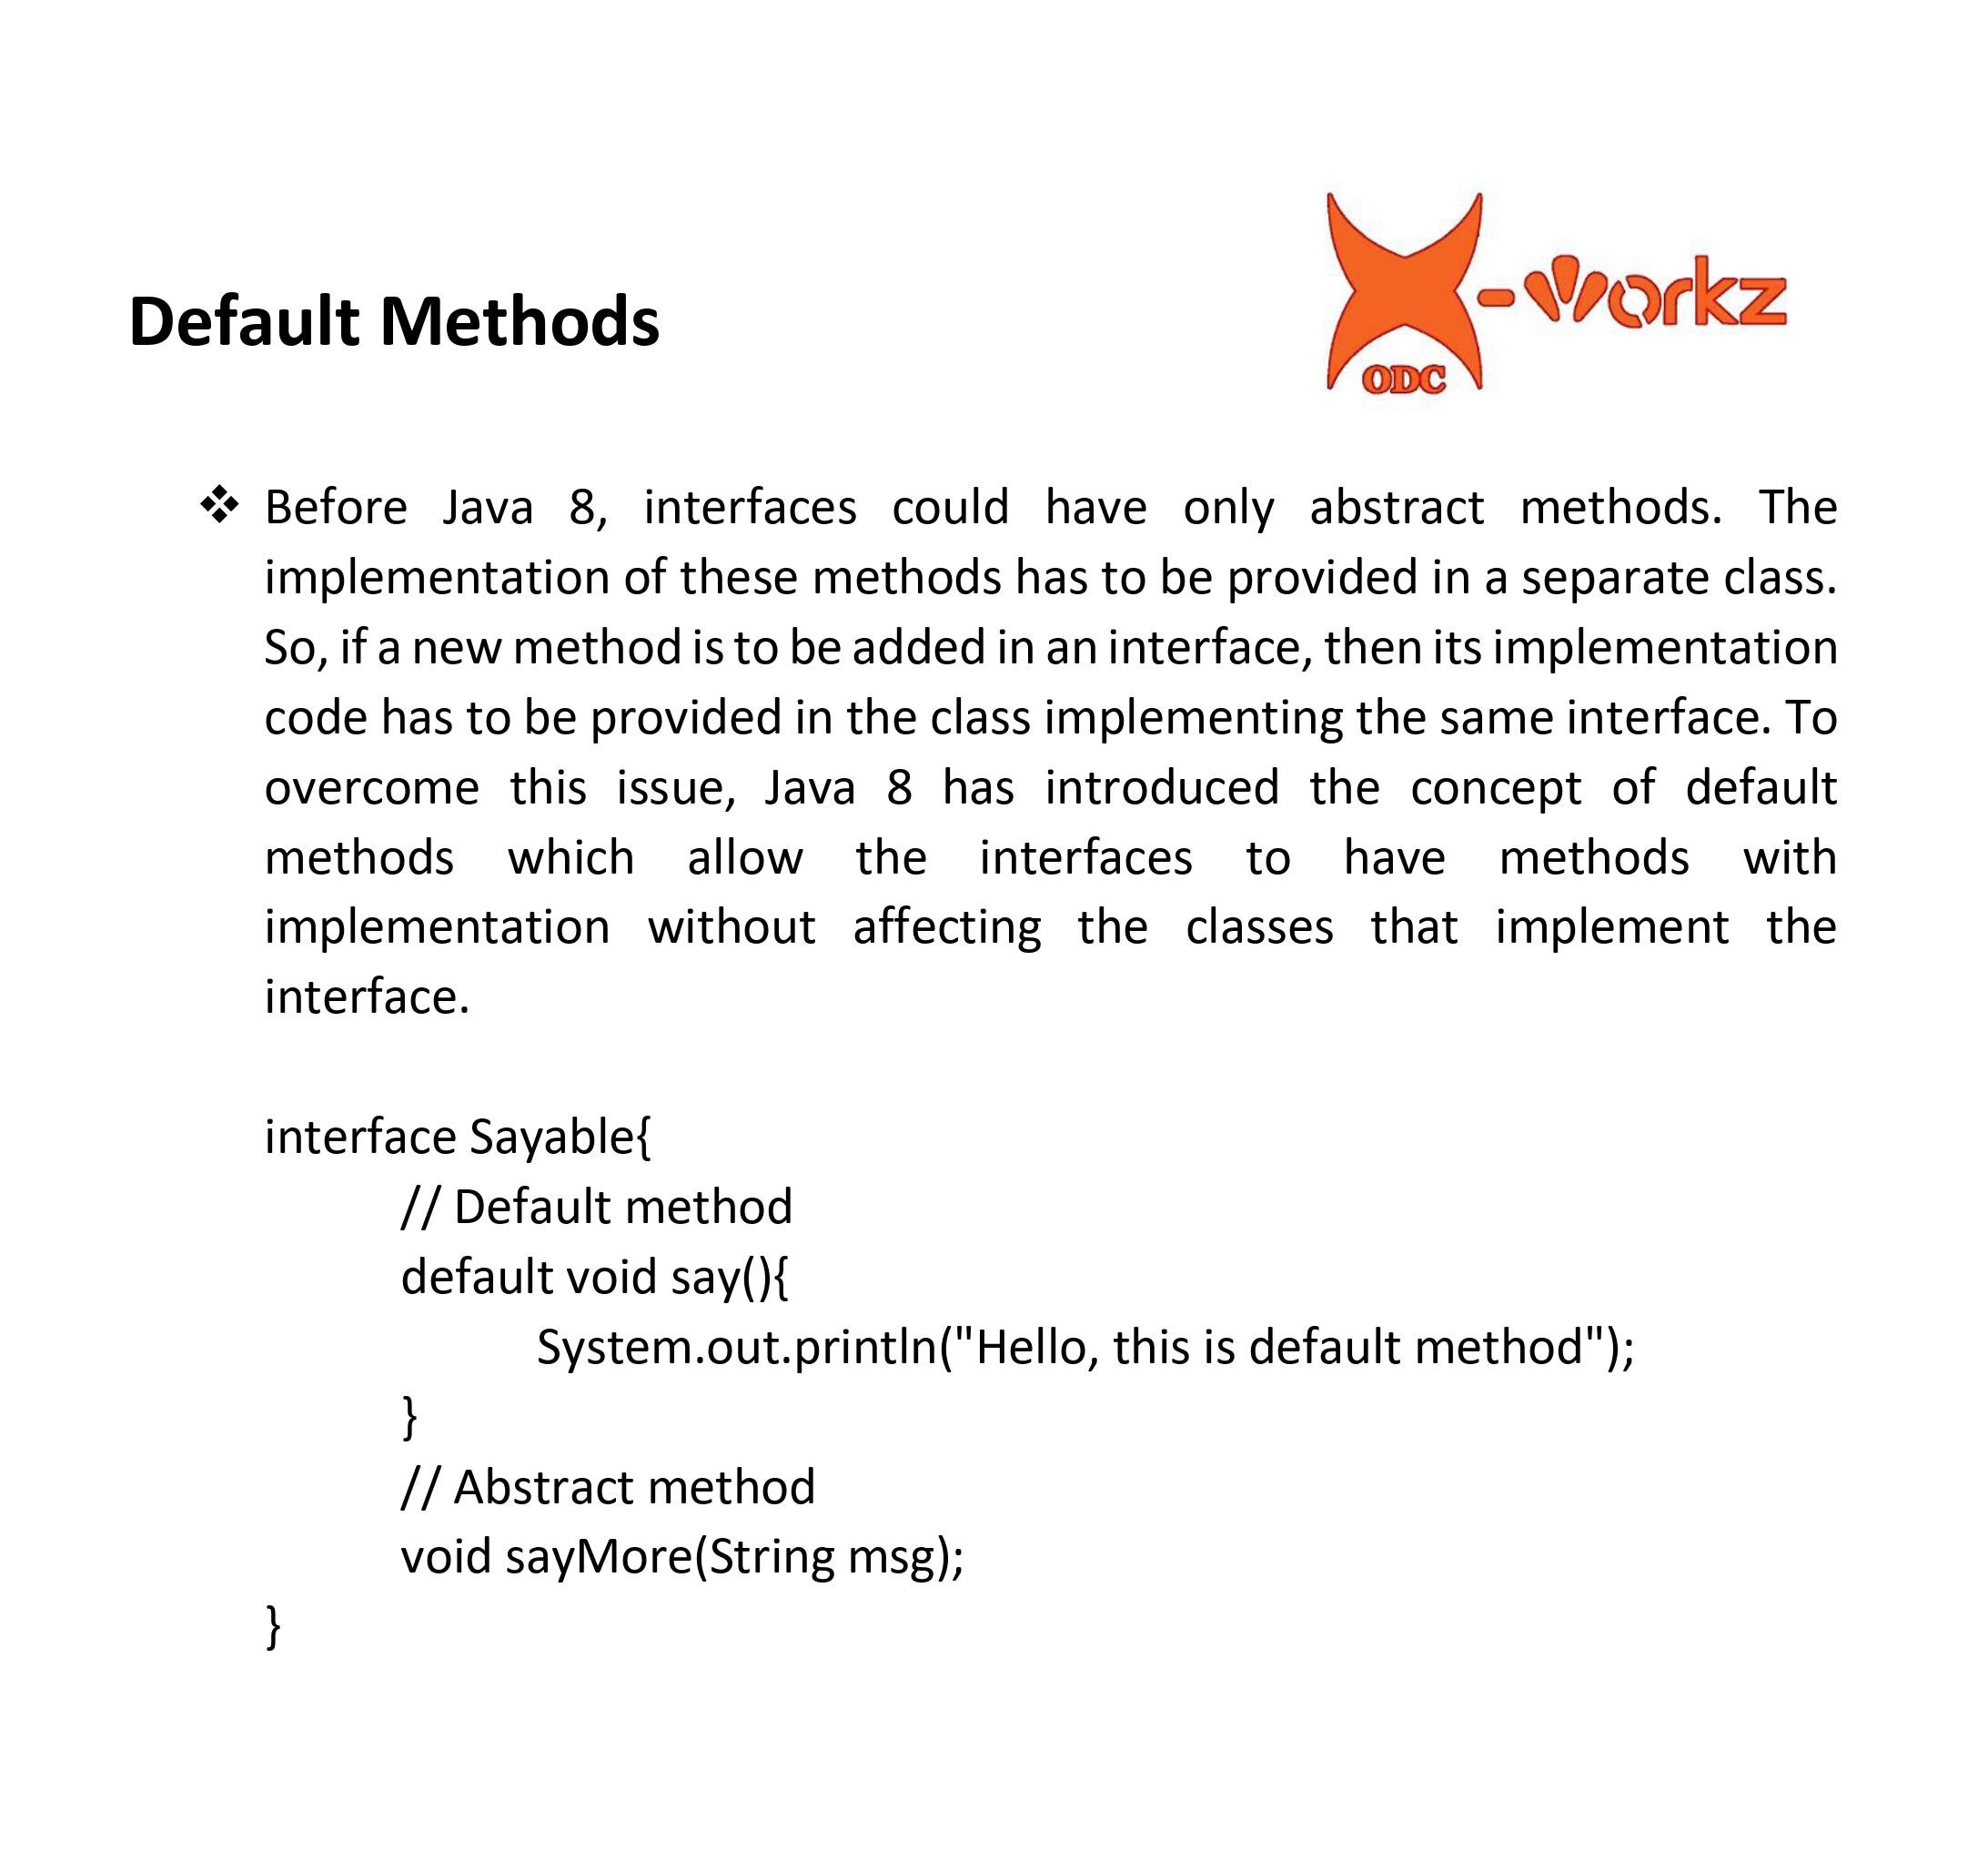 Default Methods
X-workz
ODC
❖ Before Java 8, interfaces could have only abstract methods. The
implementation of these methods has to be provided in a separate class.
So, if a new method is to be added in an interface, then its implementation
code has to be provided in the class implementing the same interface. To
overcome this issue, Java 8 has introduced the concept of default
methods which allow the interfaces to have methods with
implementation without affecting the classes that implement the
interface.
interface Sayable{
// Default method
default void say(){
System.out.println("Hello, this is default method");
}
// Abstract method
void sayMore(String msg);
}